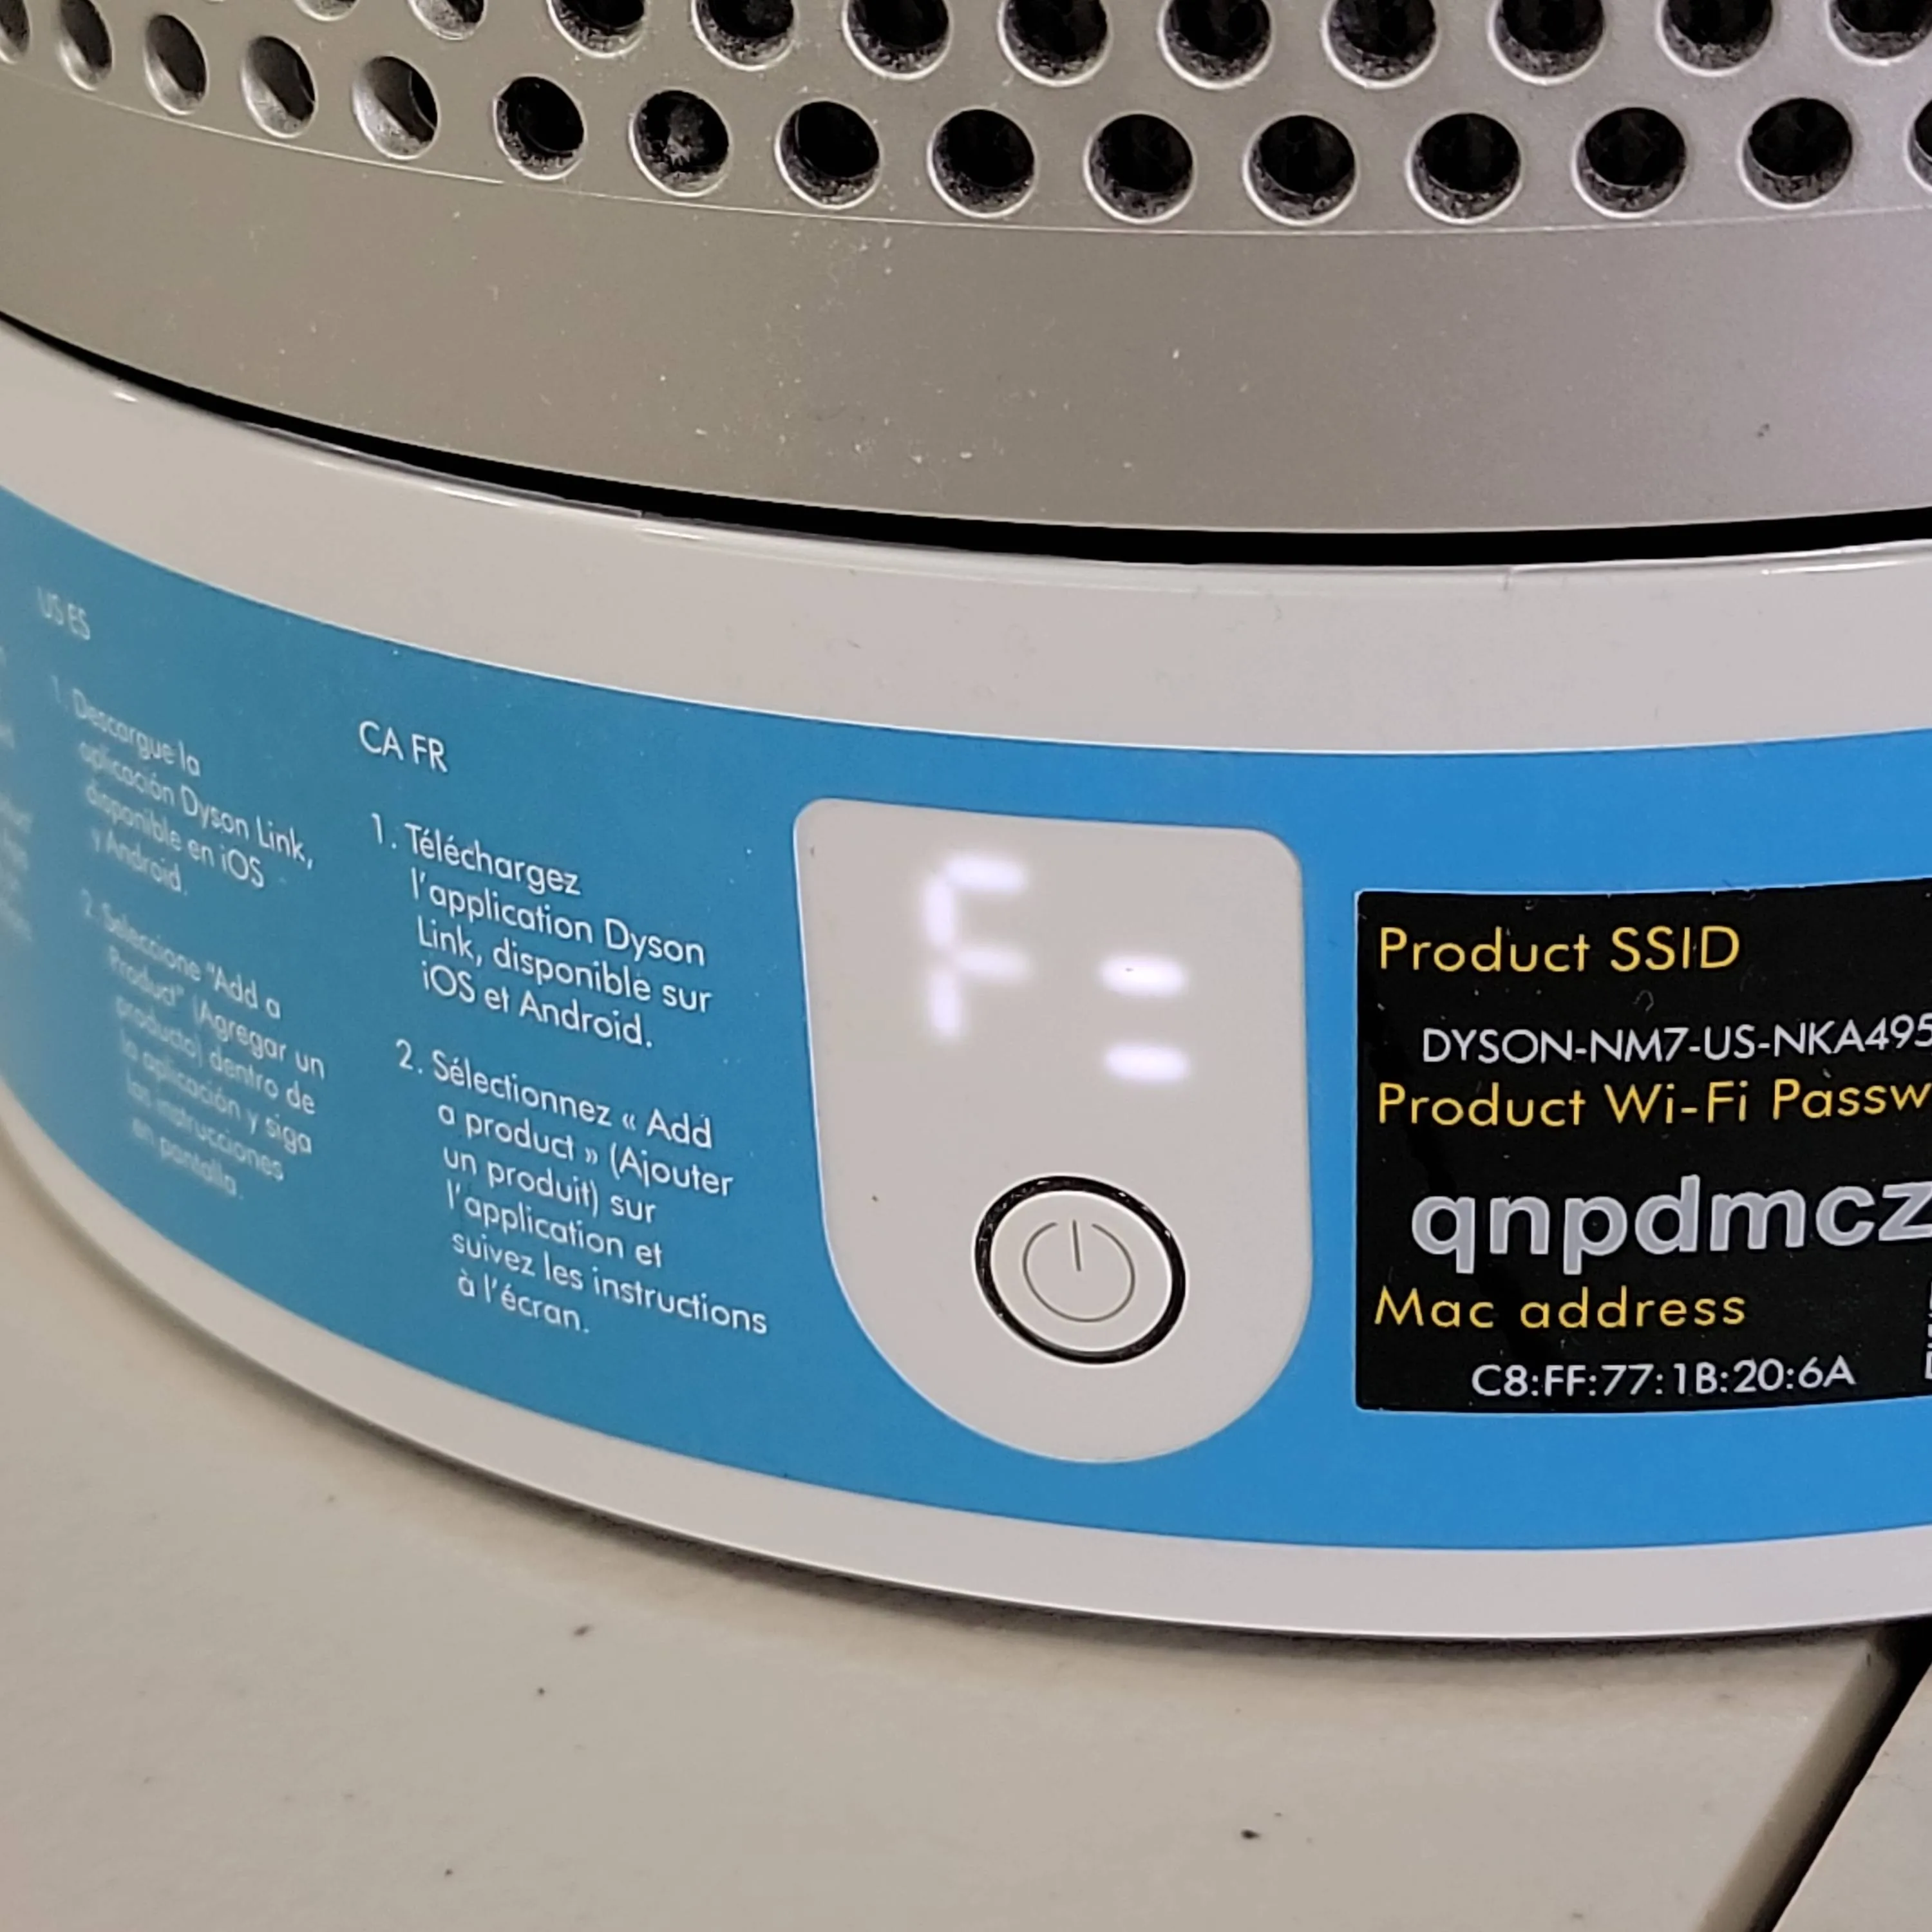 US ES
1. Descargue la
aplicación Dyson Link,
disponible en iOS
y Android.
2. Seleccione "Add a
Product" (Agregar un
producto) dentro de
la aplicación y siga
las instrucciones
en pantalla.
CA FR
1. Téléchargez
l'application Dyson
Link, disponible sur
iOS et Android.
2. Sélectionnez « Add
a product » (Ajouter
un produit) sur
l'application et
suivez les instructions
à l'écran.
F=
Product SSID
DYSON-NM7-US-NKA495
Product Wi-Fi Passw
qnpdmcz
Mac address
C8:FF:77:1B:20:6A